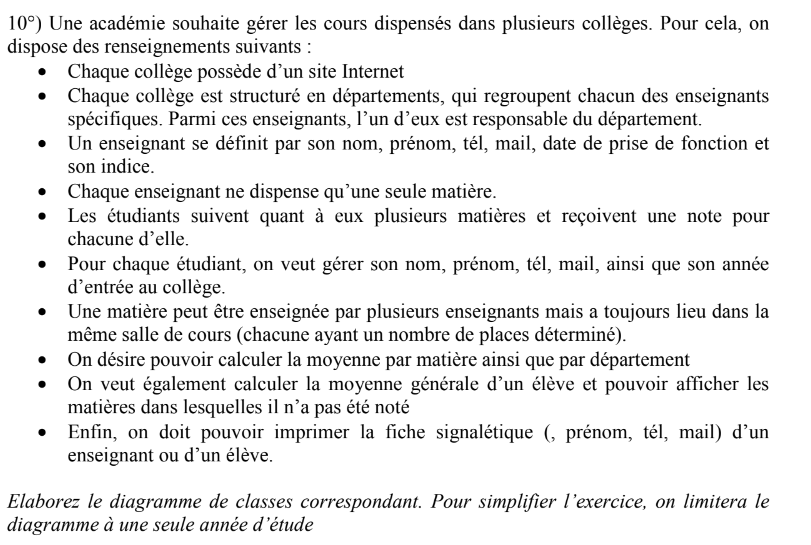 10°) Une académie souhaite gérer les cours dispensés dans plusieurs collèges. Pour cela, on
dispose des renseignements suivants :
• Chaque collège possède d’un site Internet
• Chaque collège est structuré en départements, qui regroupent chacun des enseignants
spécifiques. Parmi ces enseignants, l’un d’eux est responsable du département.
• Un enseignant se définit par son nom, prénom, tél, mail, date de prise de fonction et
son indice.
• Chaque enseignant ne dispense qu’une seule matière.
• Les étudiants suivent quant à eux plusieurs matières et reçoivent une note pour
chacune d’elle.
• Pour chaque étudiant, on veut gérer son nom, prénom, tél, mail, ainsi que son année
d’entrée au collège.
• Une matière peut être enseignée par plusieurs enseignants mais a toujours lieu dans la
même salle de cours (chacune ayant un nombre de places déterminé).
• On désire pouvoir calculer la moyenne par matière ainsi que par département
• On veut également calculer la moyenne générale d’un élève et pouvoir afficher les
matières dans lesquelles il n’a pas été noté
• Enfin, on doit pouvoir imprimer la fiche signalétique (, prénom, tél, mail) d’un
enseignant ou d’un élève.
Elaborez le diagramme de classes correspondant. Pour simplifier l’exercice, on limitera le
diagramme à une seule année d’étude